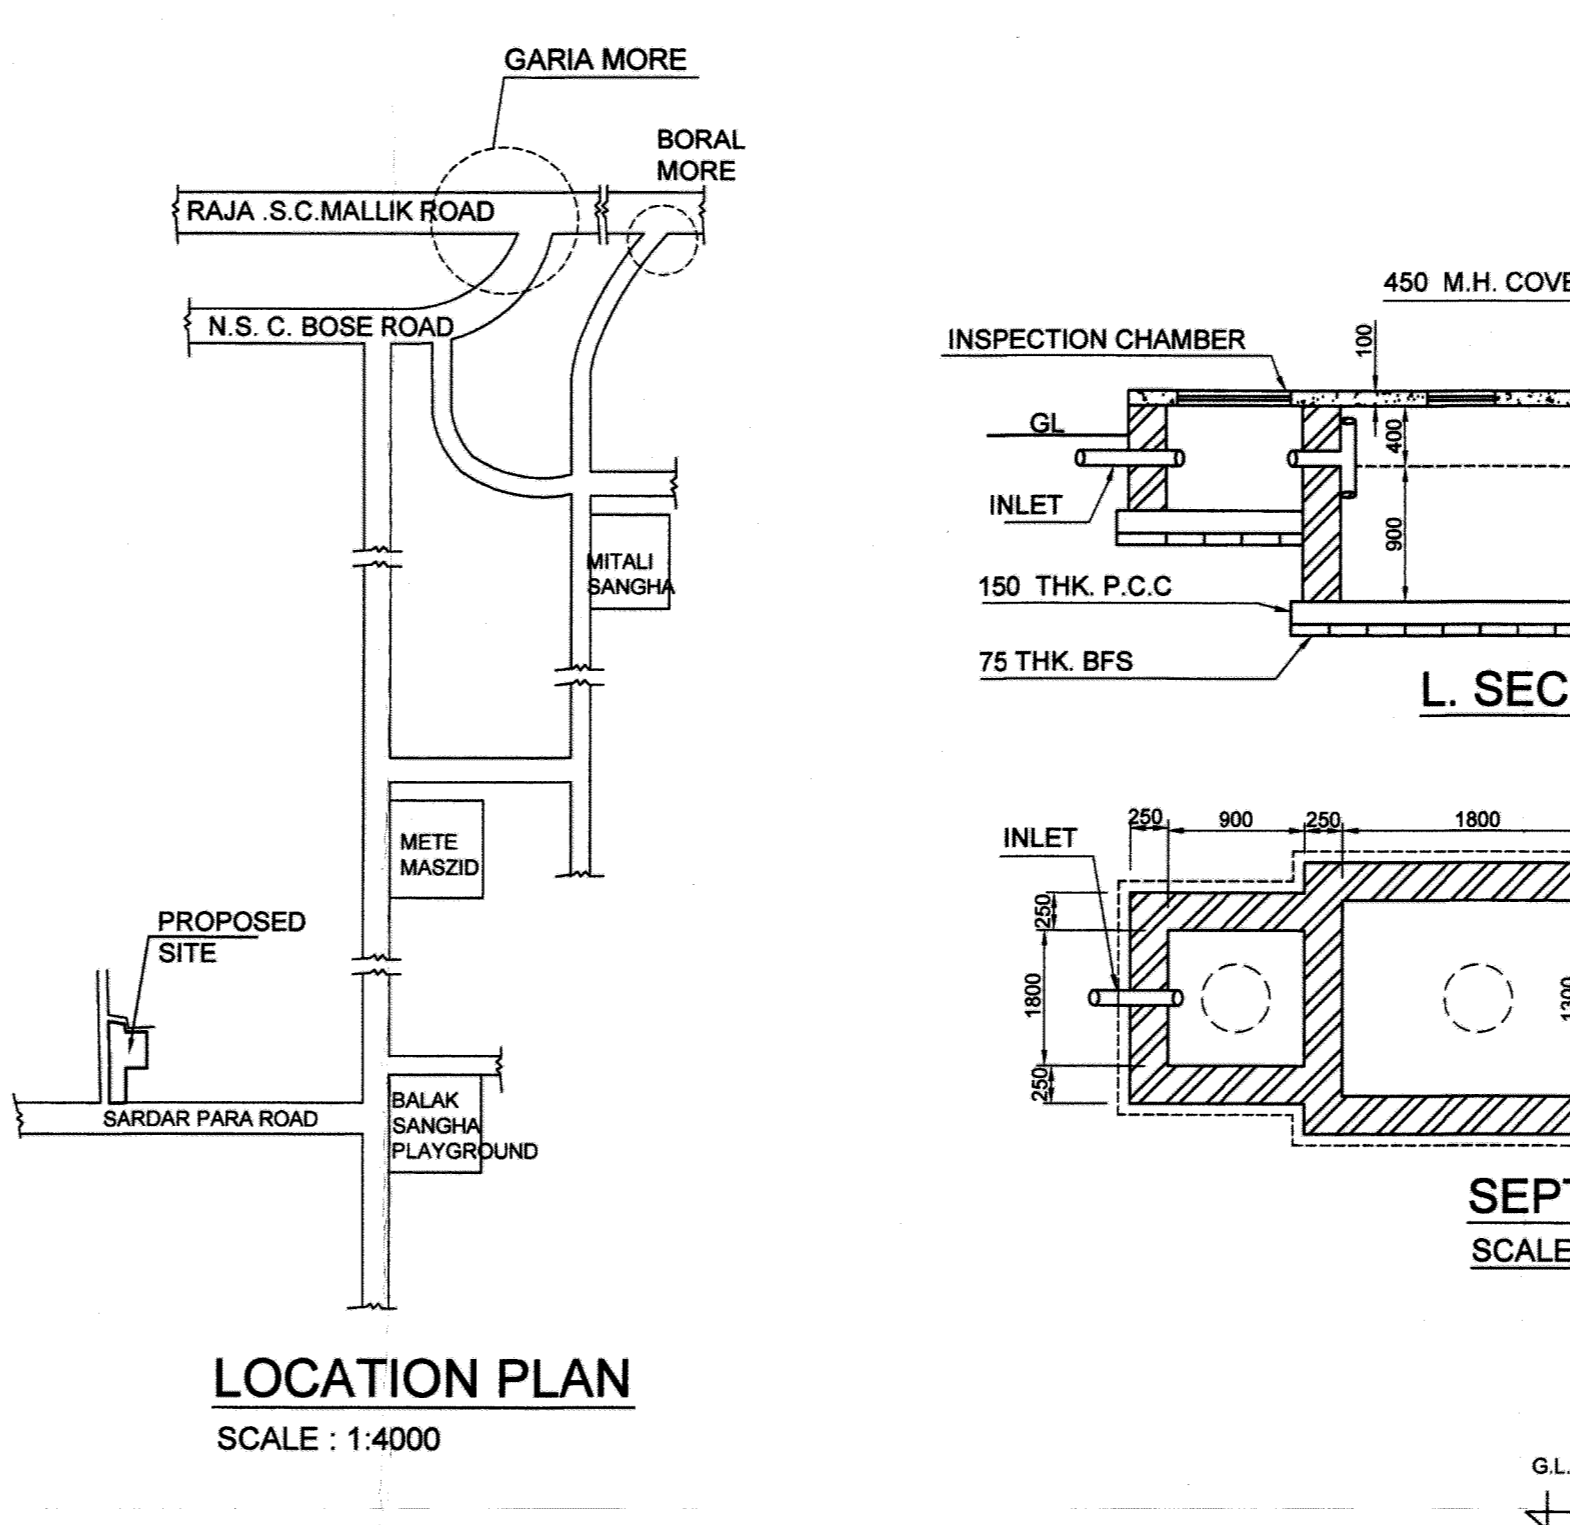 GARIA MORE
BORAL
MORE
RAJA .S.C.MALLIK ROAD
N.S. C. BOSE ROAD
MITALI
SANGHA
METE
MASZID
PROPOSED
SITE
BALAK
SANGHA
PLAYGROUND
SARDAR PARA ROAD
LOCATION PLAN
SCALE : 1:4000
450 M.H. COVE
INSPECTION CHAMBER
100
GL
400
INLET
900
150 THK. P.C.C
75 THK. BFS
L. SEC
250
900
250
1800
INLET
250
1800
1300
250
SEPT
SCALE
G.L.